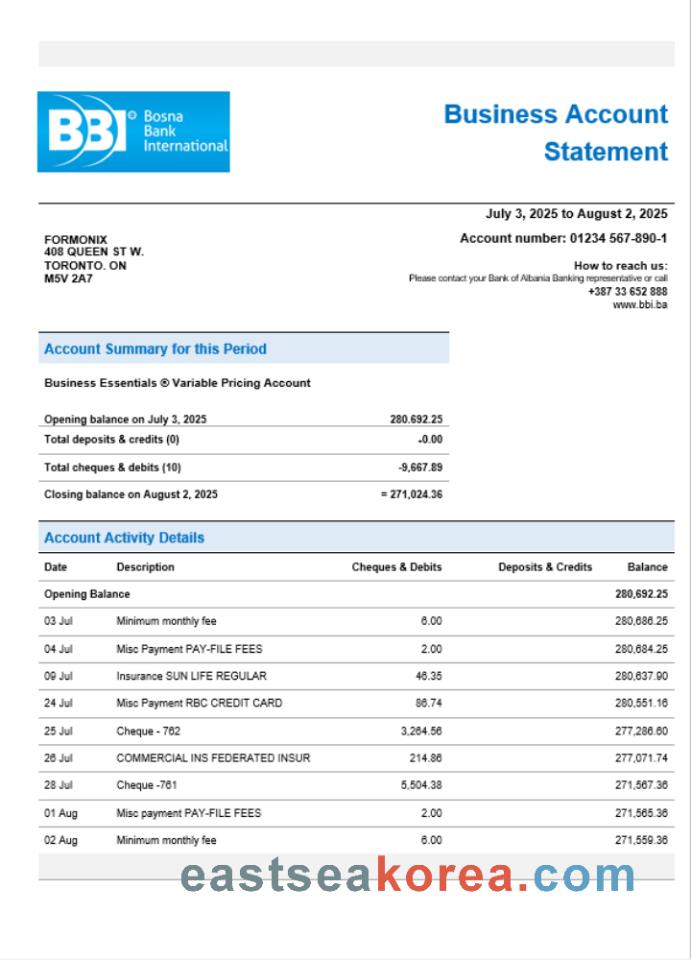 BBI® Bosna
Bank
International
Business Account
Statement
July 3, 2025 to August 2, 2025
Account number: 01234 567-890-1
FORMONIX
408 QUEEN ST W.
TORONTO. ON
M5V 2A7
How to reach us:
Please contact your Bank of Albania Banking representative or call
+387 33 652 888
www.bbi.ba
Account Summary for this Period
Business Essentials ® Variable Pricing Account
Opening balance on July 3, 2025 280.692.25
Total deposits & credits (0) -0.00
Total cheques & debits (10) -9,667.89
Closing balance on August 2, 2025 = 271,024.36
Account Activity Details
Date Description Cheques & Debits Deposits & Credits Balance
Opening Balance 280,692.25
03 Jul Minimum monthly fee 6.00 280,686.25
04 Jul Misc Payment PAY-FILE FEES 2.00 280,684.25
09 Jul Insurance SUN LIFE REGULAR 46.35 280,637.90
24 Jul Misc Payment RBC CREDIT CARD 86.74 280,551.16
25 Jul Cheque - 762 3,264.56 277,286.60
26 Jul COMMERCIAL INS FEDERATED INSUR 214.86 277,071.74
28 Jul Cheque -761 5,504.38 271,567.36
01 Aug Misc payment PAY-FILE FEES 2.00 271,565.36
02 Aug Minimum monthly fee 6.00 271,559.36
eastseakorea.com